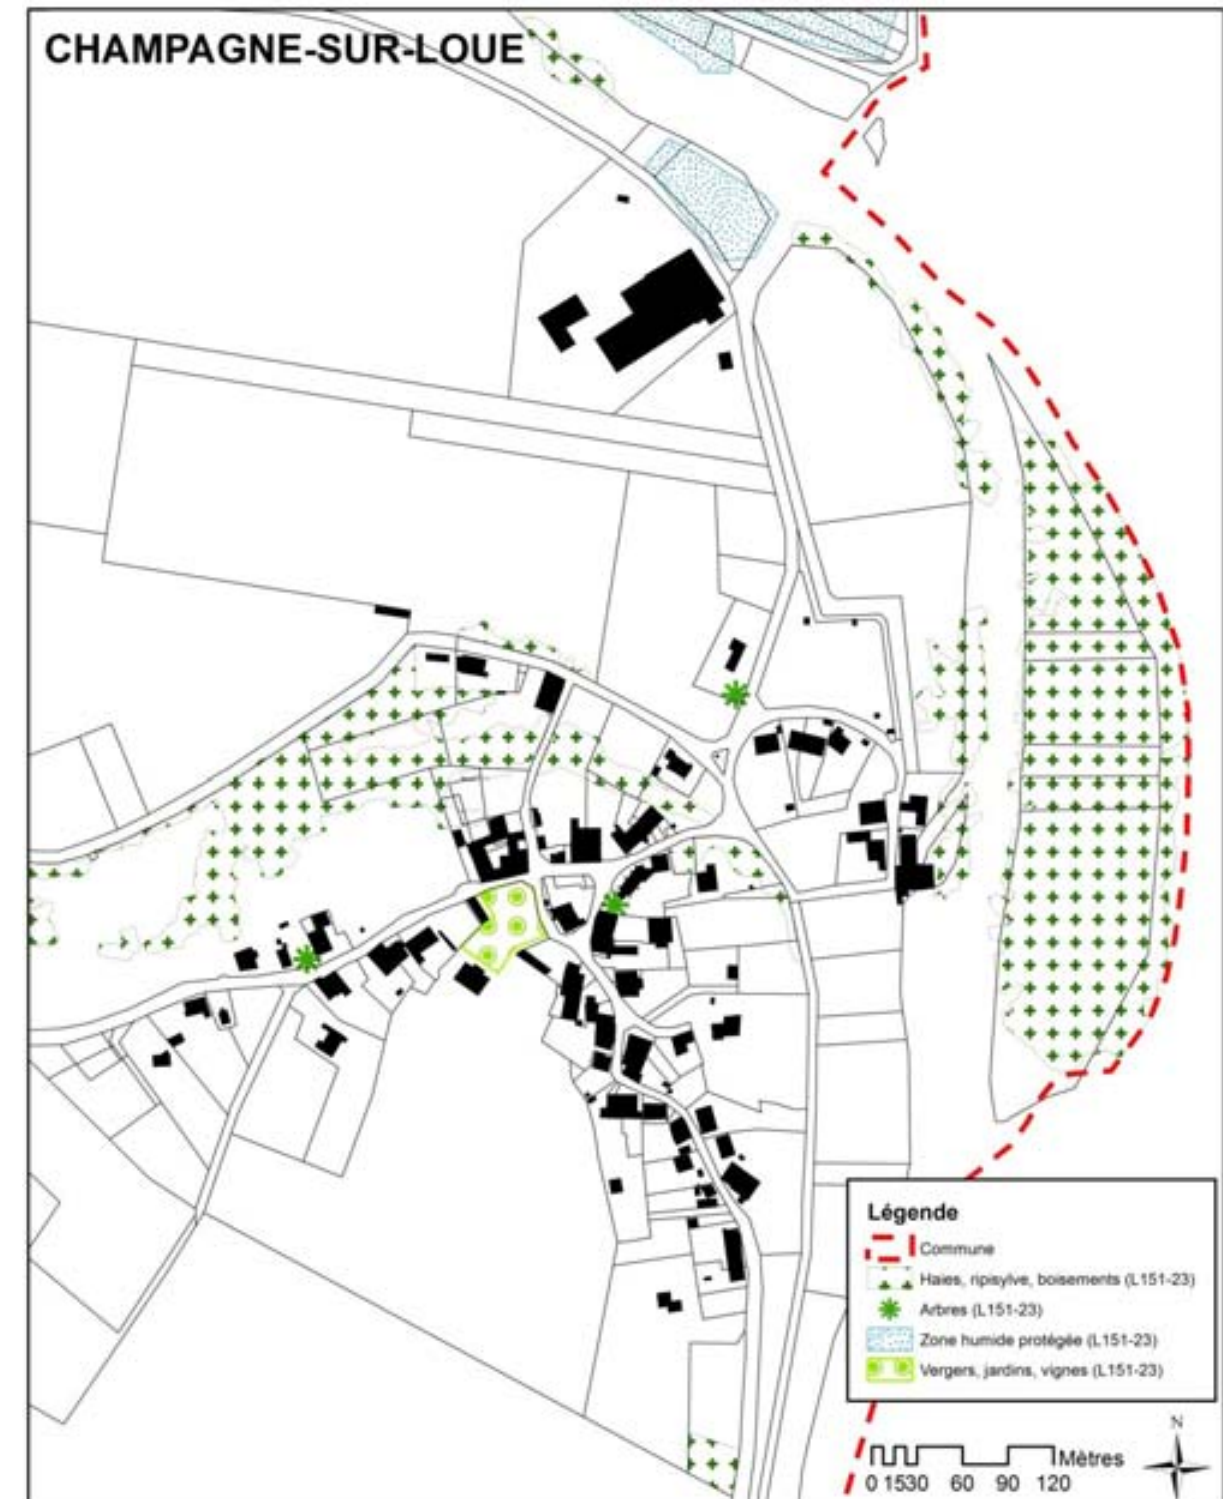 CHAMPAGNE-SUR-LOUE
Légende
Commune
Haies, ripisylve, boisements (L151-23)
Arbres (L151-23)
Zone humide protégée (L151-23)
Vergers, jardins, vignes (L151-23)
N
Mètres
0 1530 60 90 120